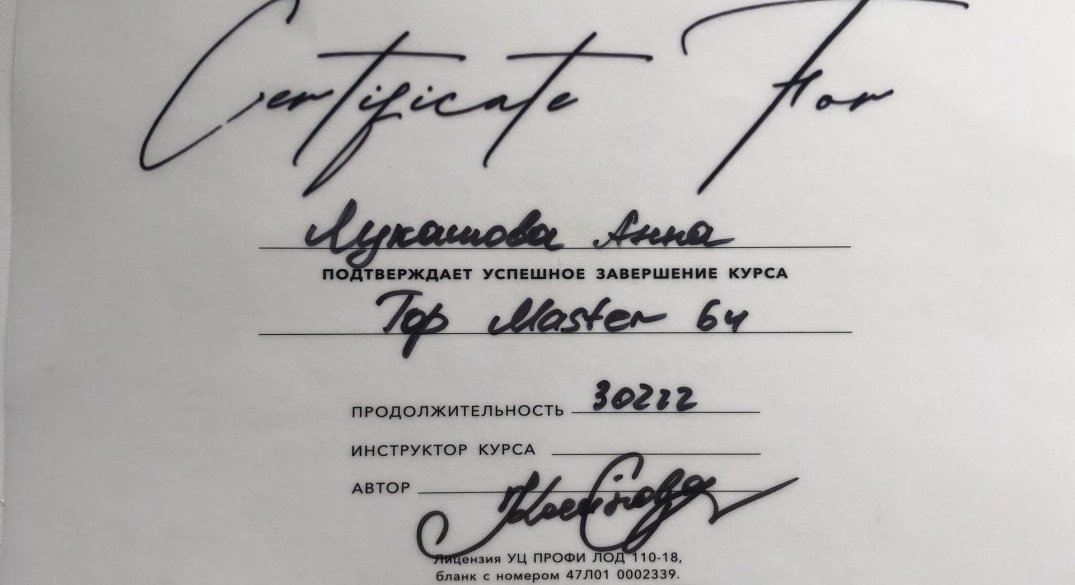 Certificate For
Лукашова Анна
ПОДТВЕРЖДАЕТ УСПЕШНОЕ ЗАВЕРШЕНИЕ КУРСА
Top Master 6ч
ПРОДОЛЖИТЕЛЬНОСТЬ
ИНСТРУКТОР КУРСА
АВТОР
Лицензия УЦ ПРОФИ ЛОД 110-18,
бланк с номером 47Л01 0002339.